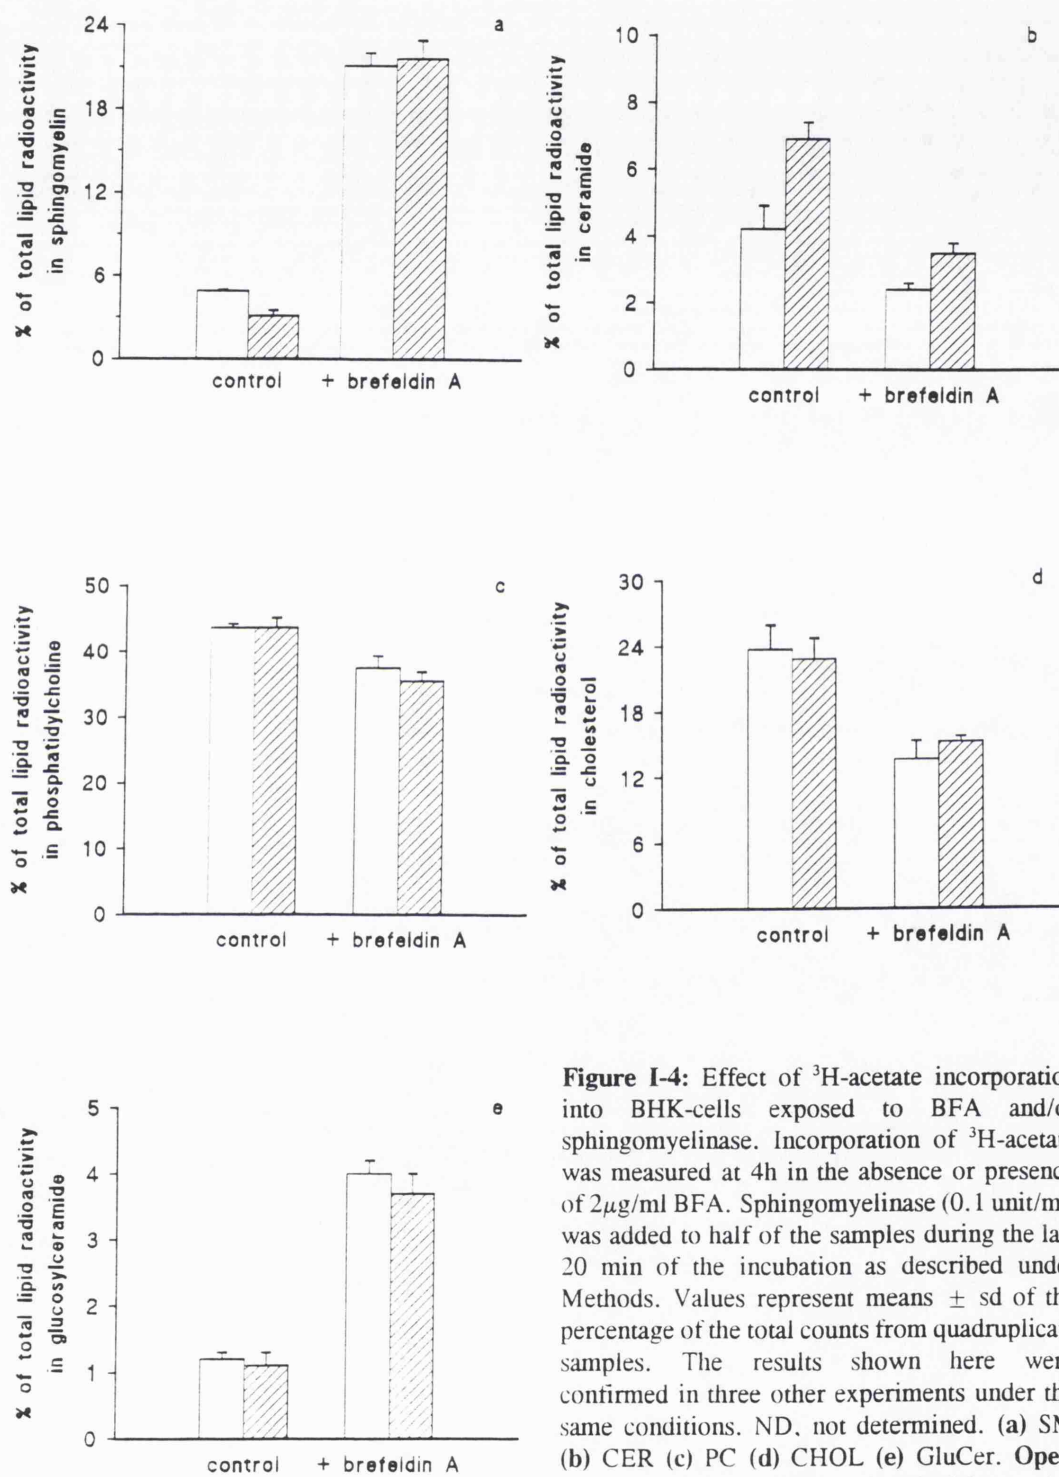 a
% of total lipid radioactivity
in sphingomyelin
24
18
12
6
0
control + brefeldin A
b
% of total lipid radioactivity
in ceramide
10
8
6
4
2
0
control + brefeldin A
c
% of total lipid radioactivity
in phosphatidylcholine
50
40
30
20
10
0
control + brefeldin A
d
% of total lipid radioactivity
in cholesterol
30
24
18
12
6
0
control + brefeldin A
e
% of total lipid radioactivity
in glucosylceramide
5
4
3
2
1
0
control + brefeldin A
Figure I-4: Effect of ³H-acetate incorporatio
into BHK-cells exposed to BFA and/o
sphingomyelinase. Incorporation of ³H-aceta
was measured at 4h in the absence or presenc
of 2μg/ml BFA. Sphingomyelinase (0.1 unit/m
was added to half of the samples during the la
20 min of the incubation as described unde
Methods. Values represent means ± sd of th
percentage of the total counts from quadruplica
samples. The results shown here wer
confirmed in three other experiments under th
same conditions. ND, not determined. (a) SM
(b) CER (c) PC (d) CHOL (e) GluCer. Ope